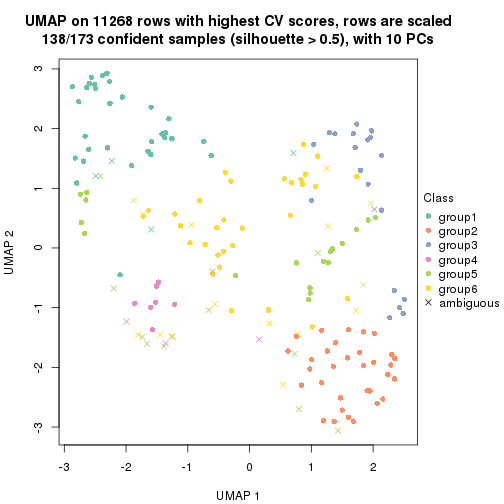 UMAP on 11268 rows with highest CV scores, rows are scaled
138/173 confident samples (silhouette > 0.5), with 10 PCs
3
2
1
0
-1
-2
-3
UMAP 2
-3
-2
-1
0
1
2
UMAP 1
Class
group1
group2
group3
group4
group5
group6
ambiguous